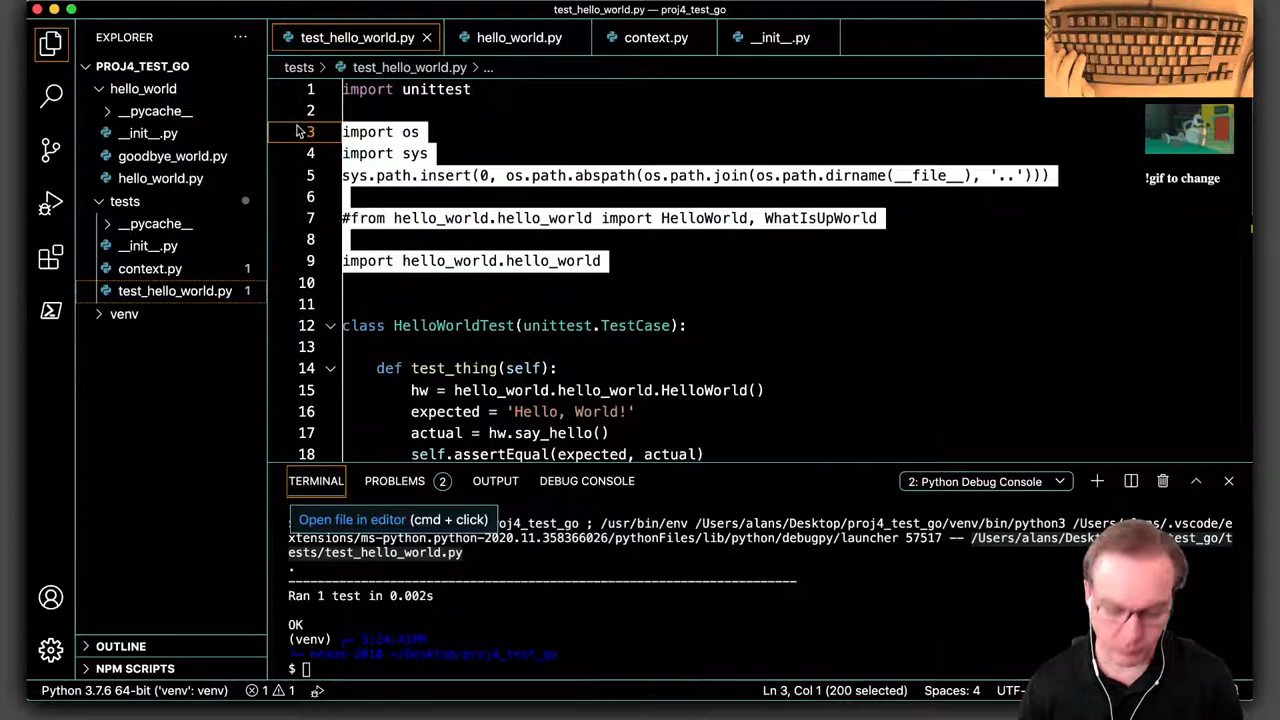 test_hello_world.py — proj4_test_go
EXPLORER
test_hello_world.py
hello_world.py
context.py
__init__.py
PROJ4_TEST_GO
tests > test_hello_world.py > ...
hello_world
__pycache__
__init__.py
goodbye_world.py
hello_world.py
tests
__pycache__
__init__.py
context.py 1
test_hello_world.py 1
venv
1 import unittest
2
3 import os
4 import sys
5 sys.path.insert(0, os.path.abspath(os.path.join(os.path.dirname(__file__), '..')))
6
7 #from hello_world.hello_world import HelloWorld, WhatIsUpWorld
8
9 import hello_world.hello_world
10
11
12 class HelloWorldTest(unittest.TestCase):
13
14 def test_thing(self):
15 hw = hello_world.hello_world.HelloWorld()
16 expected = 'Hello, World!'
17 actual = hw.say_hello()
18 self.assertEqual(expected, actual)
!gif to change
TERMINAL PROBLEMS 2 OUTPUT DEBUG CONSOLE 2: Python Debug Console
Open file in editor (cmd + click)
oj4_test_go ; /usr/bin/env /Users/alans/Desktop/proj4_test_go/venv/bin/python3 /Users/alans/.vscode/e
xtensions/ms-python.python-2020.11.358366026/pythonFiles/lib/python/debugpy/launcher 57517 -- /Users/alans/Desk test_go/t
ests/test_hello_world.py
.
----------------------------------------------------------------------
Ran 1 test in 0.002s
OK
(venv) 5:24:41PM
~/Desktop/proj4_test_go
$
OUTLINE
NPM SCRIPTS
Python 3.7.6 64-bit ('venv': venv) 1 1
Ln 3, Col 1 (200 selected) Spaces: 4 UTF-